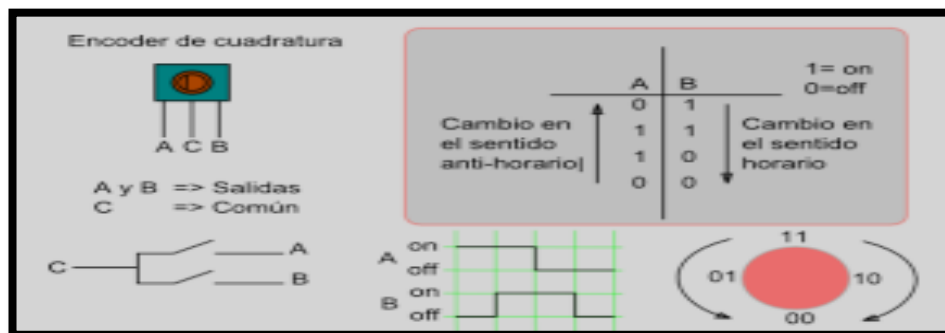 Encoder de cuadratura
A C B
A y B => Salidas
C => Común
C
A
B
A B
1= on
0=off
0 1
1 1
1 0
0 0
Cambio en
el sentido
anti-horario|
Cambio en
el sentido
horario
A
on
off
B
on
off
11
01
10
00